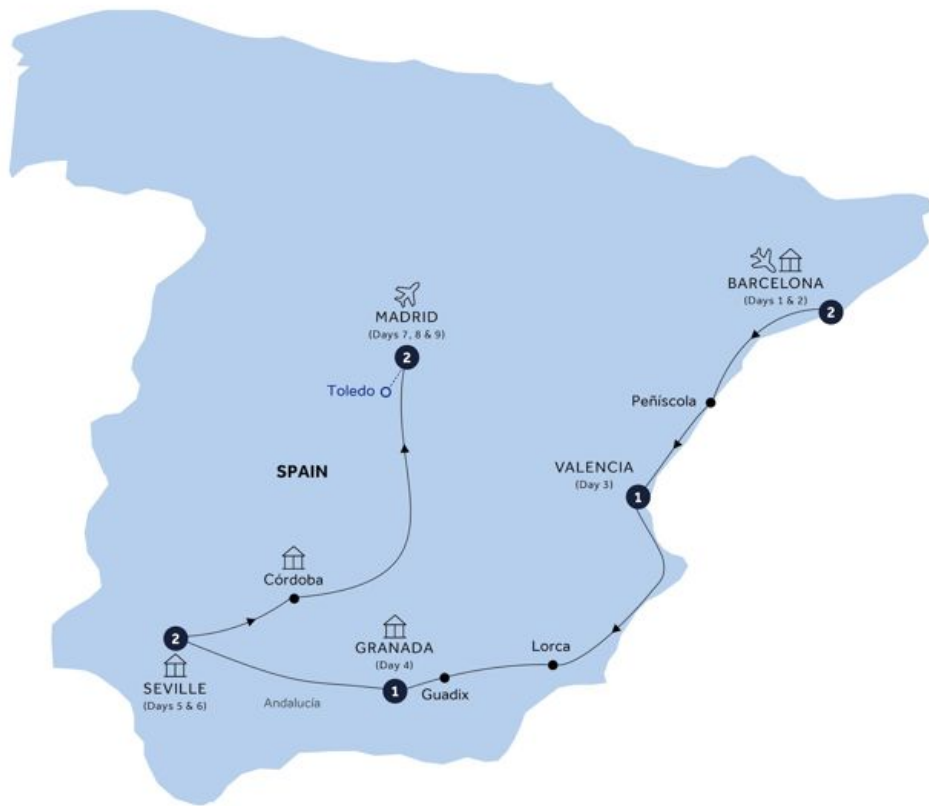 BARCELONA
(Days 1 & 2)
2
MADRID
(Days 7, 8 & 9)
2
Toledo
Peñíscola
SPAIN
VALENCIA
(Day 3)
1
Córdoba
2
SEVILLE
(Days 5 & 6)
GRANADA
(Day 4)
1
Lorca
Guadix
Andalucía